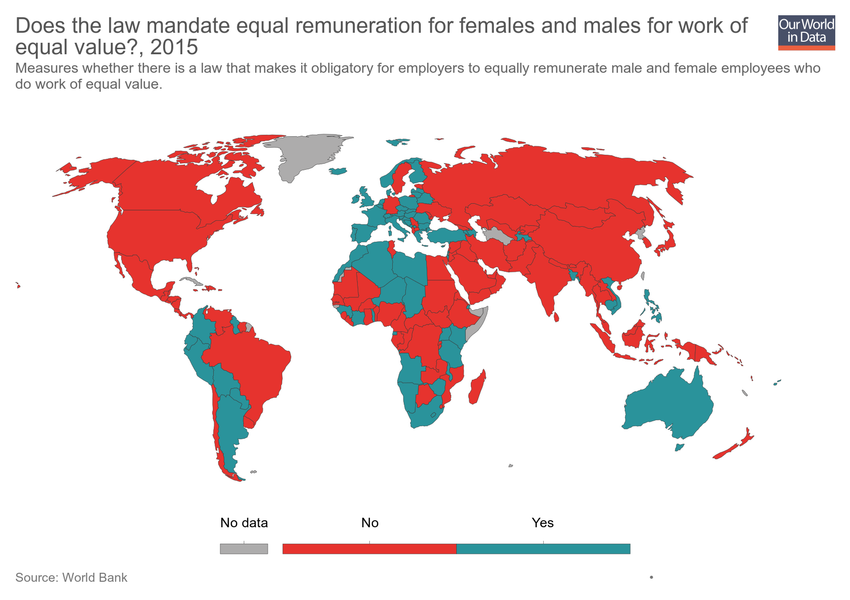 Does the law mandate equal remuneration for females and males for work of
equal value?, 2015
Our World
in Data
Measures whether there is a law that makes it obligatory for employers to equally remunerate male and female employees who
do work of equal value.
No data
No
Yes
Source: World Bank